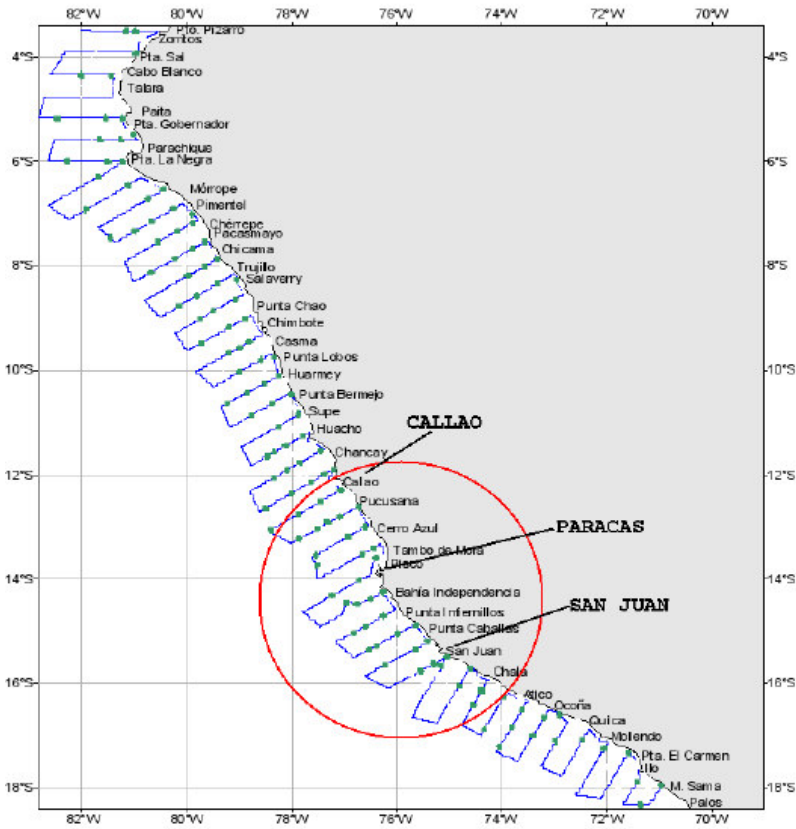 82°W 80°W 78°W 76°W 74°W 72°W 70°W
Pto. Pizarro
Zorritos
4°S 4°S
Pta. Sal
Cabo Blanco
Talara
Paita
Pta. Gobernador
Parachique
6°S Pta. La Negra 6°S
Mórrope
Pimentel
Chérrepe
Pacasmayo
Chicama
8°S Trujillo 8°S
Salaverry
Punta Chao
Chimbote
Casma
Punta Lobos
10°S Huarmey 10°S
Punta Bermejo
Supe
CALLAO
Huacho
Chancay
12°S 12°S
Callao
Pucusana
Cerro Azul PARACAS
Tambo de Mora
Pisco
14°S 14°S
Bahía Independencia
SAN JUAN
Punta Infiernillos
Punta Caballas
San Juan
Chala
16°S 16°S
Atico
Ocoña
Quilca
Mollendo
Pta. El Carmen
Ilo
18°S M. Sama 18°S
Palos
82°W 80°W 78°W 76°W 74°W 72°W 70°W